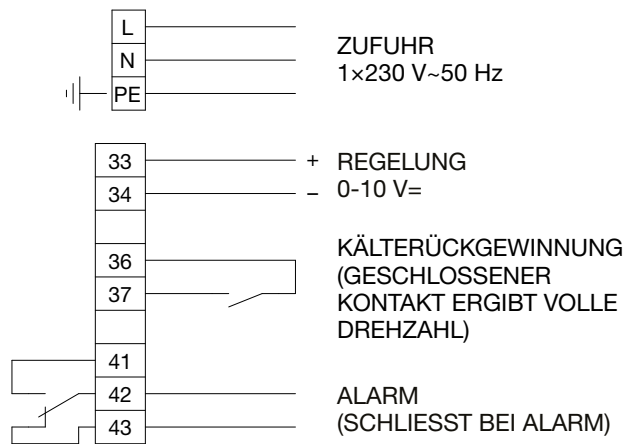 L
N
PE
ZUFUHR
1×230 V~50 Hz
33
34
+
–
REGELUNG
0-10 V=
36
37
KÄLTERÜCKGEWINNUNG
(GESCHLOSSENER
KONTAKT ERGIBT VOLLE
DREHZAHL)
41
42
43
ALARM
(SCHLIESST BEI ALARM)